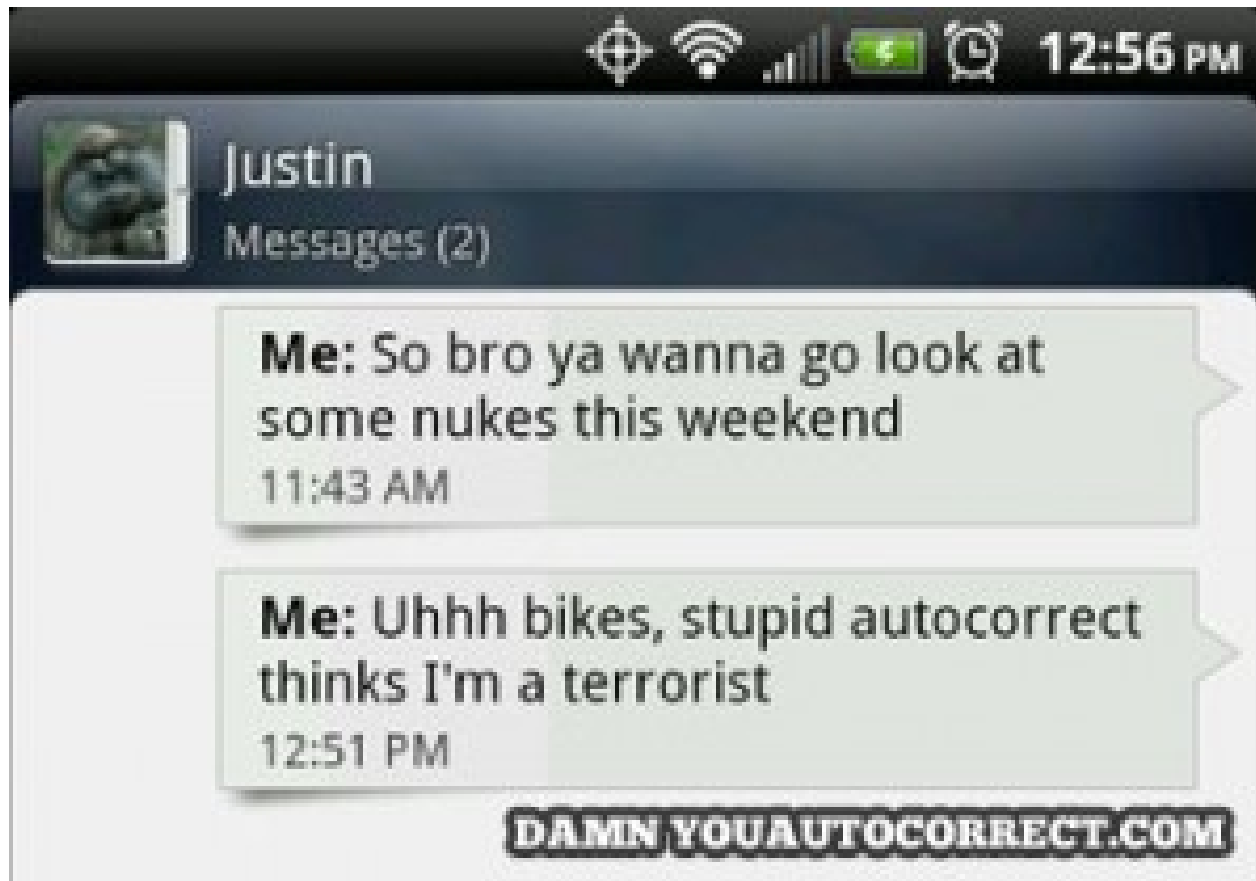 12:56 PM
Justin
Messages (2)
Me: So bro ya wanna go look at
some nukes this weekend
11:43 AM
Me: Uhhh bikes, stupid autocorrect
thinks I'm a terrorist
12:51 PM
DAMN YOUAUTOCORRECT.COM